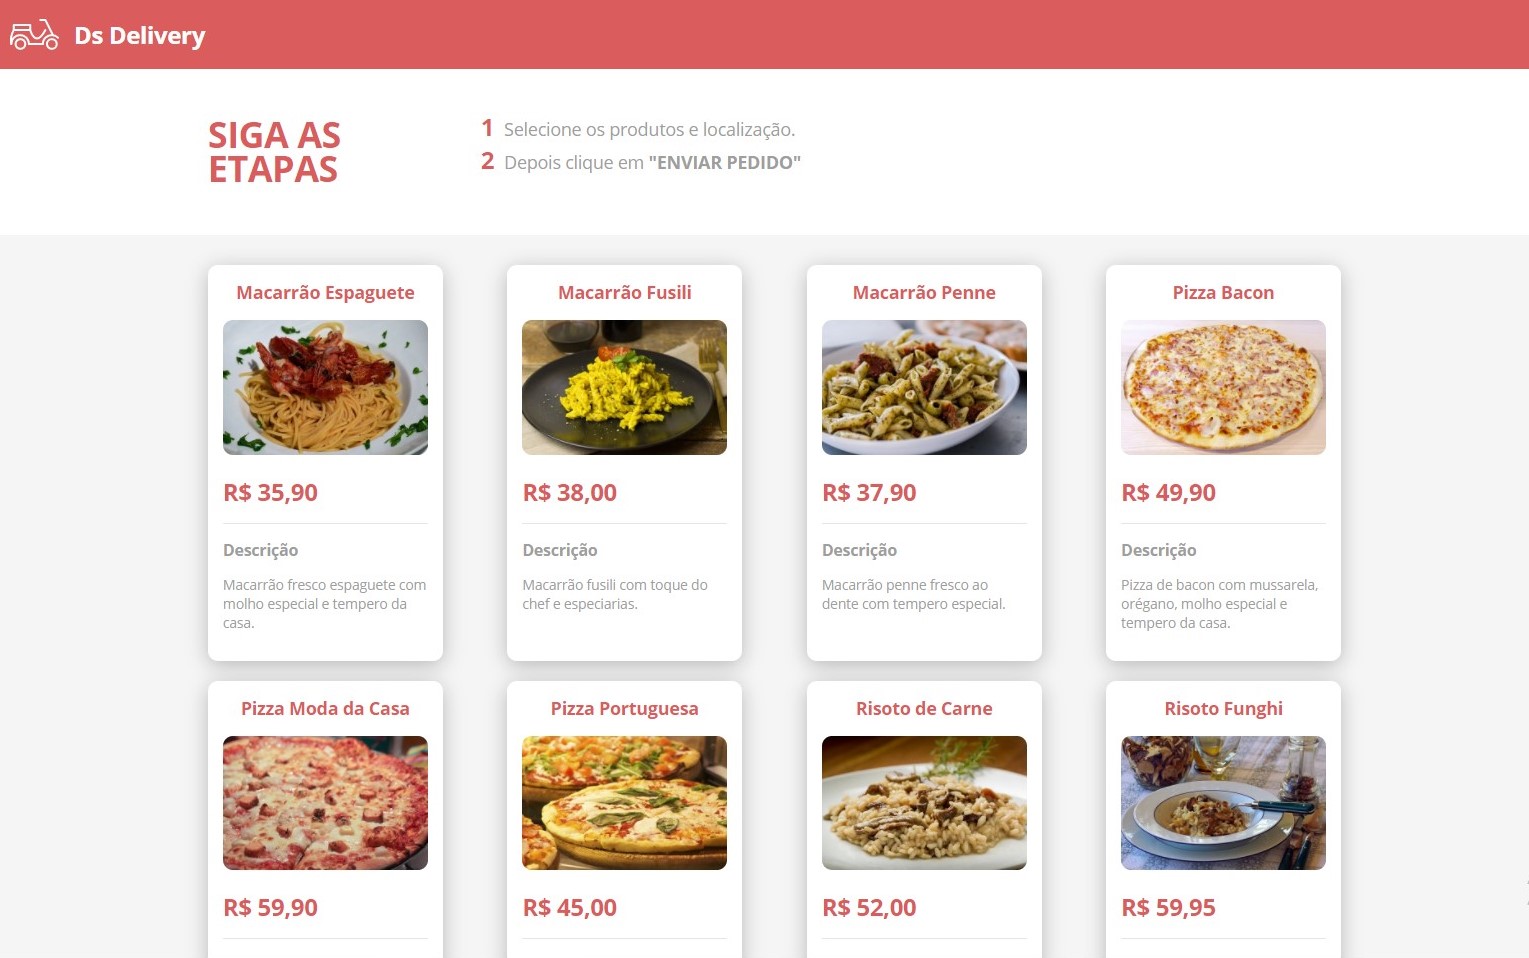 Ds Delivery
SIGA AS
ETAPAS
1 Selecione os produtos e localização.
2 Depois clique em "ENVIAR PEDIDO"
Macarrão Espaguete
R$ 35,90
Descrição
Macarrão fresco espaguete com
molho especial e tempero da
casa.
Macarrão Fusili
R$ 38,00
Descrição
Macarrão fusili com toque do
chef e especiarias.
Macarrão Penne
R$ 37,90
Descrição
Macarrão penne fresco ao
dente com tempero especial.
Pizza Bacon
R$ 49,90
Descrição
Pizza de bacon com mussarela,
orégano, molho especial e
tempero da casa.
Pizza Moda da Casa
R$ 59,90
Pizza Portuguesa
R$ 45,00
Risoto de Carne
R$ 52,00
Risoto Funghi
R$ 59,95